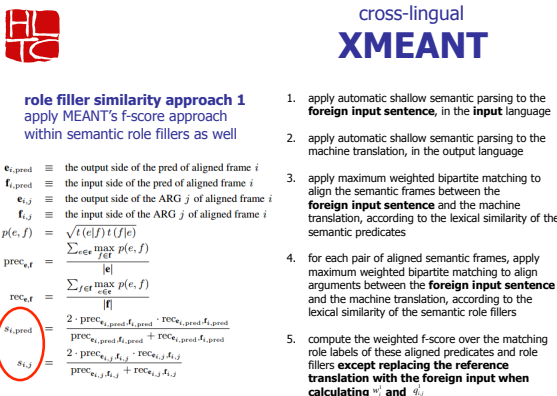 HL
TC
cross-lingual
XMEANT
role filler similarity approach 1
apply MEANT's f-score approach
within semantic role fillers as well
e_{i,pred} ≡ the output side of the pred of aligned frame i
f_{i,pred} ≡ the input side of the pred of aligned frame i
e_{i,j} ≡ the output side of the ARG j of aligned frame i
f_{i,j} ≡ the input side of the ARG j of aligned frame i
p(e, f) = √(t (e|f) t (f|e))
prec_{e,f} = ∑_{e∈e} max_{f∈f} p(e, f) / |e|
rec_{e,f} = ∑_{f∈f} max_{e∈e} p(e, f) / |f|
s_{i,pred} = 2 · prec_{e_{i,pred},f_{i,pred}} · rec_{e_{i,pred},f_{i,pred}} / prec_{e_{i,pred},f_{i,pred}} + rec_{e_{i,pred},f_{i,pred}}
s_{i,j} = 2 · prec_{e_{i,j},f_{i,j}} · rec_{e_{i,j},f_{i,j}} / prec_{e_{i,j},f_{i,j}} + rec_{e_{i,j},f_{i,j}}
1. apply automatic shallow semantic parsing to the
foreign input sentence, in the input language
2. apply automatic shallow semantic parsing to the
machine translation, in the output language
3. apply maximum weighted bipartite matching to
align the semantic frames between the
foreign input sentence and the machine
translation, according to the lexical similarity of the
semantic predicates
4. for each pair of aligned semantic frames, apply
maximum weighted bipartite matching to align
arguments between the foreign input sentence
and the machine translation, according to the
lexical similarity of the semantic role fillers
5. compute the weighted f-score over the matching
role labels of these aligned predicates and role
fillers except replacing the reference
translation with the foreign input when
calculating w_i^1 and q_{i,j}^1